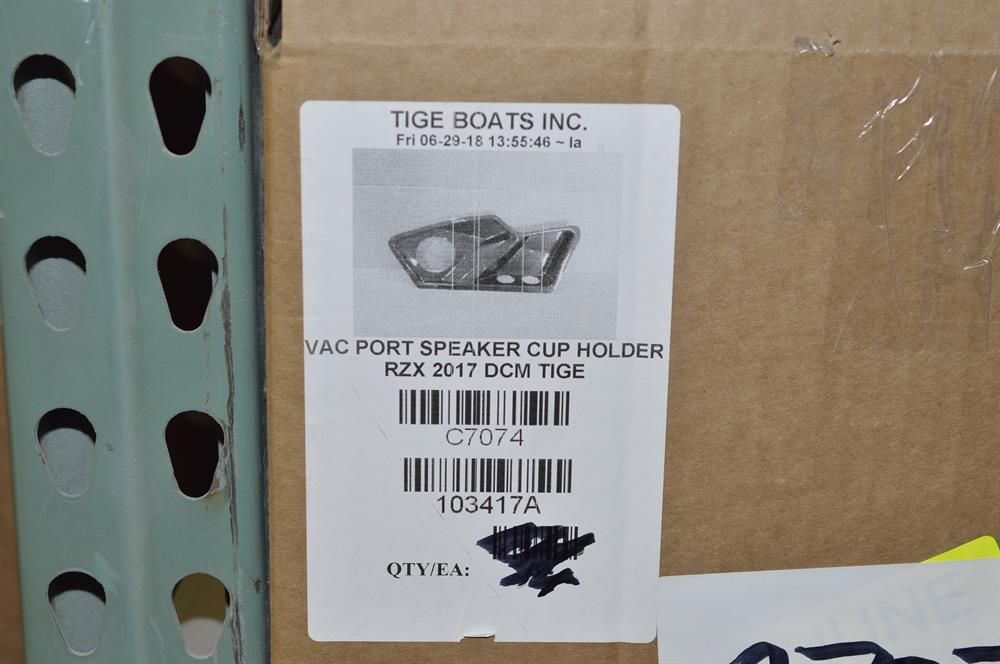 TIGE BOATS INC.
Fri 06-29-18 13:55:46 ~ la
VAC PORT SPEAKER CUP HOLDER
RZX 2017 DCM TIGE
C7074
103417A
QTY/EA: